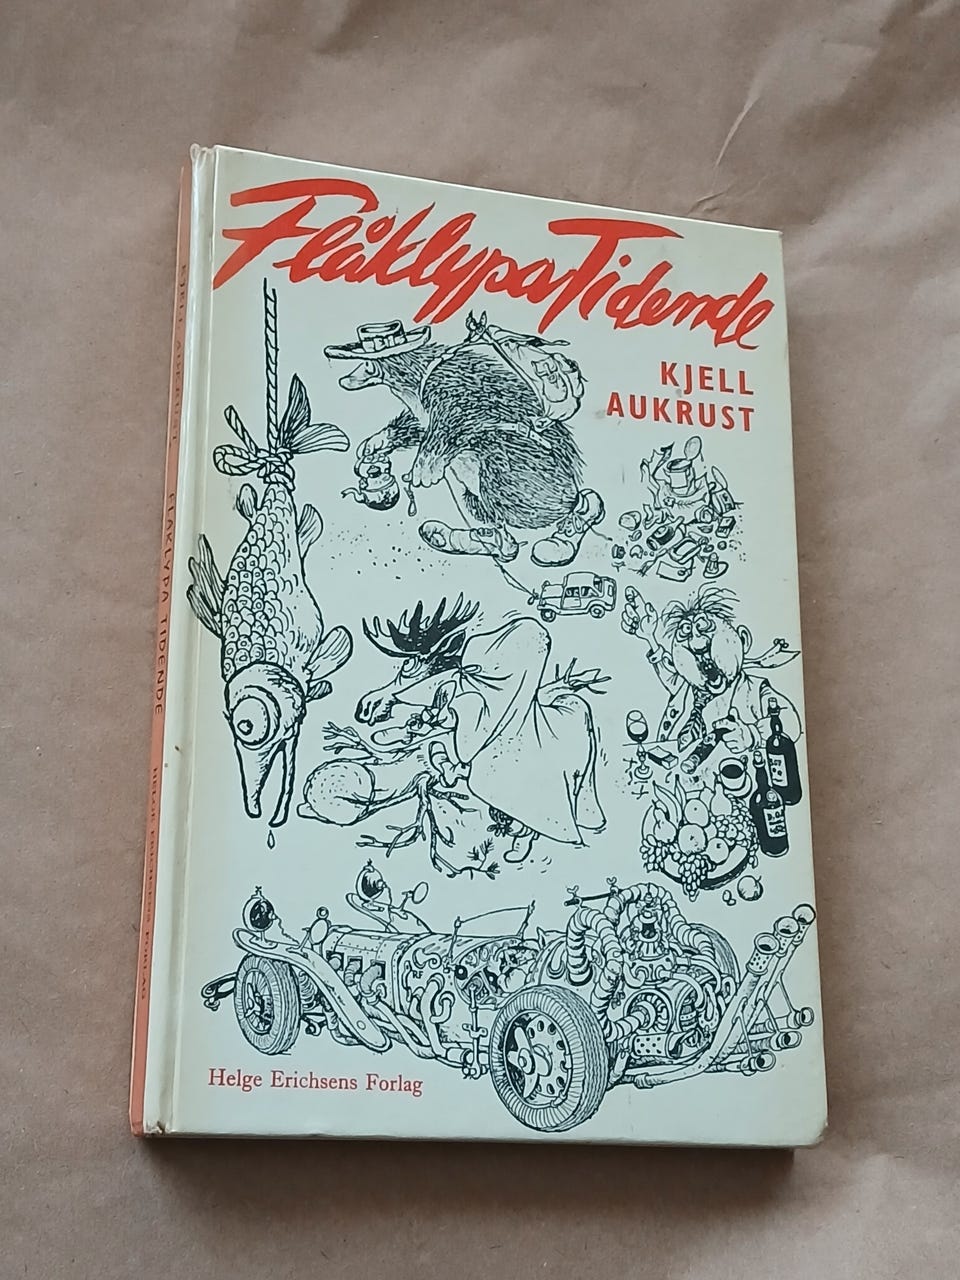 Flåklypa Tidende
KJELL
AUKRUST
Helge Erichsens Forlag
KJELL AUKRUST FLÅKLYPA TIDENDE HELGE ERICHSENS FORLAG